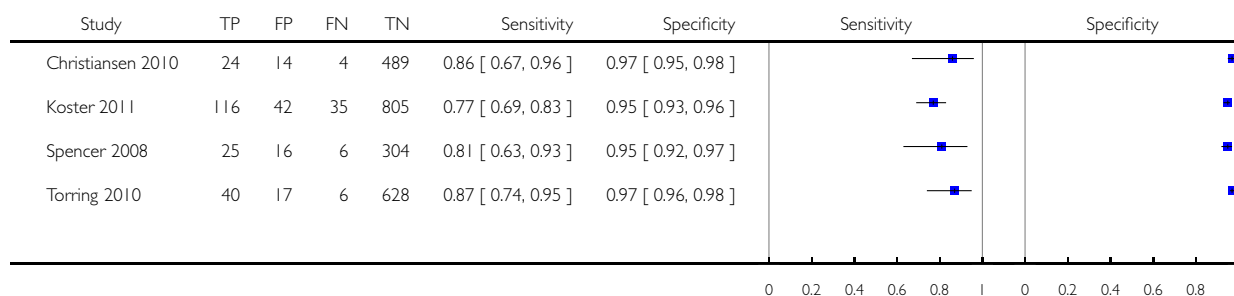 Study TP FP FN TN Sensitivity Specificity Sensitivity Specificity
Christiansen 2010 24 14 4 489 0.86 [ 0.67, 0.96 ] 0.97 [ 0.95, 0.98 ]
Koster 2011 116 42 35 805 0.77 [ 0.69, 0.83 ] 0.95 [ 0.93, 0.96 ]
Spencer 2008 25 16 6 304 0.81 [ 0.63, 0.93 ] 0.95 [ 0.92, 0.97 ]
Torring 2010 40 17 6 628 0.87 [ 0.74, 0.95 ] 0.97 [ 0.96, 0.98 ]
0 0.2 0.4 0.6 0.8 1 0 0.2 0.4 0.6 0.8